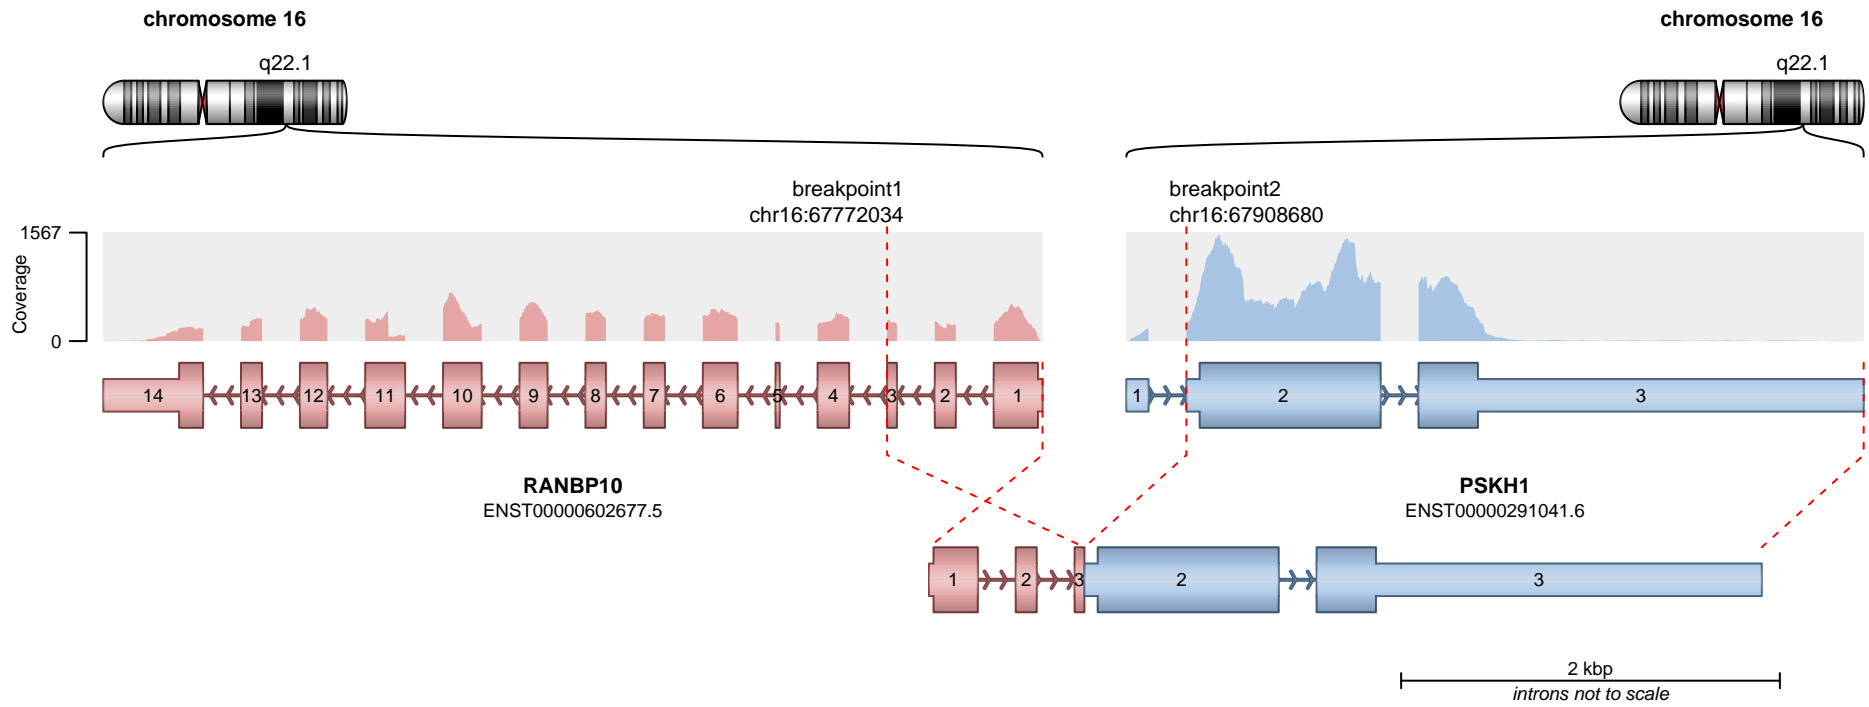 chromosome 16
chromosome 16
q22.1
q22.1
breakpoint1
chr16:67772034
breakpoint2
chr16:67908680
1567
Coverage
0
14
13
12
11
10
9
8
7
6
5
4
3
2
1
1
2
3
RANBP10
ENST00000602677.5
PSKH1
ENST00000291041.6
1
2
3
2
3
2 kbp
introns not to scale